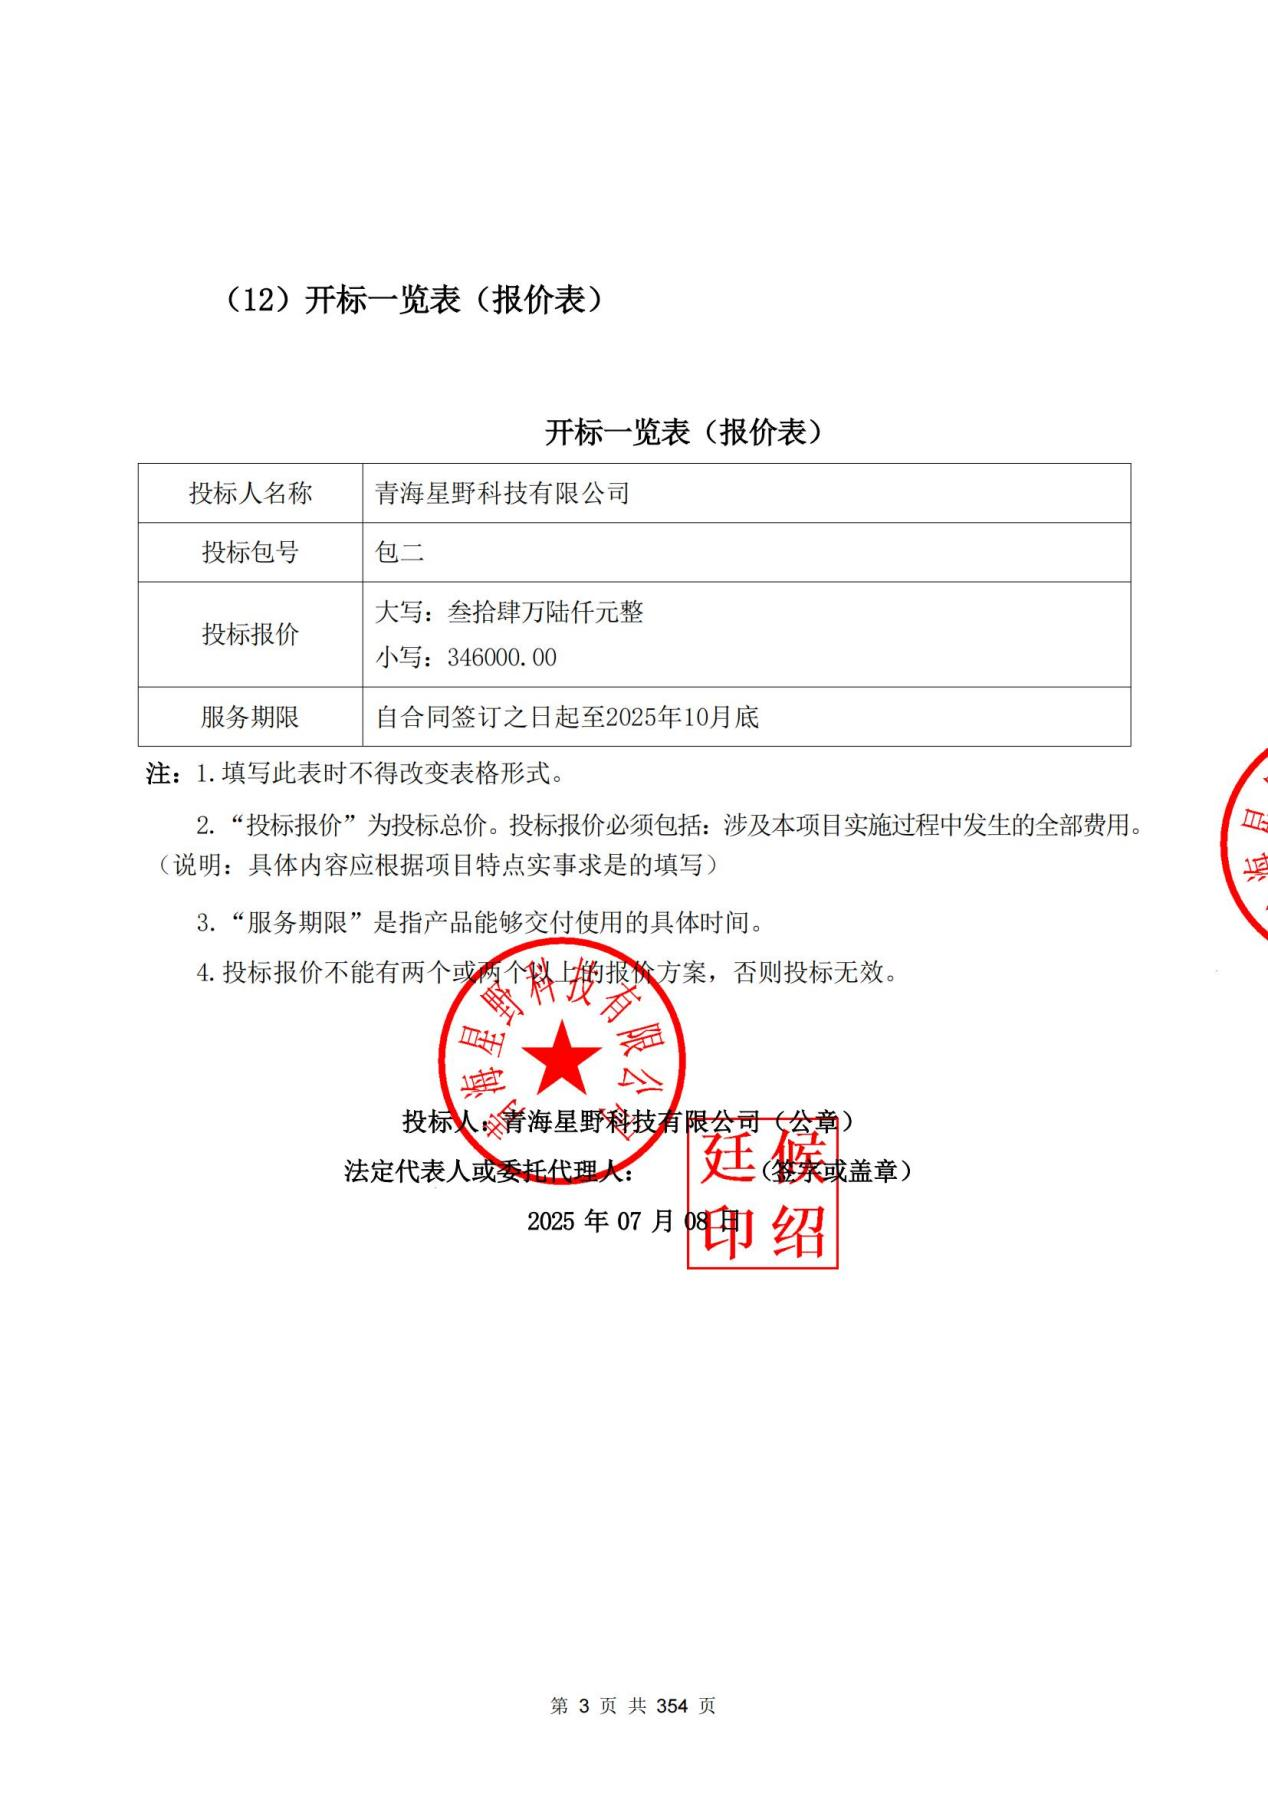 （12）开标一览表（报价表）
开标一览表（报价表）
投标人名称
青海星野科技有限公司
投标包号
包二
投标报价
大写：叁拾肆万陆仟元整
小写：346000.00
服务期限
自合同签订之日起至2025年10月底
注：1.填写此表时不得改变表格形式。
2.“投标报价”为投标总价。投标报价必须包括：涉及本项目实施过程中发生的全部费用。
（说明：具体内容应根据项目特点实事求是的填写）
3.“服务期限”是指产品能够交付使用的具体时间。
4.投标报价不能有两个或两个以上的报价方案，否则投标无效。
青海星野科技有限公司
投标人：青海星野科技有限公司（公章）
法定代表人或委托代理人：
（签字或盖章）
2025 年 07 月 08 日
候绍廷印
星
海
第 3 页 共 354 页